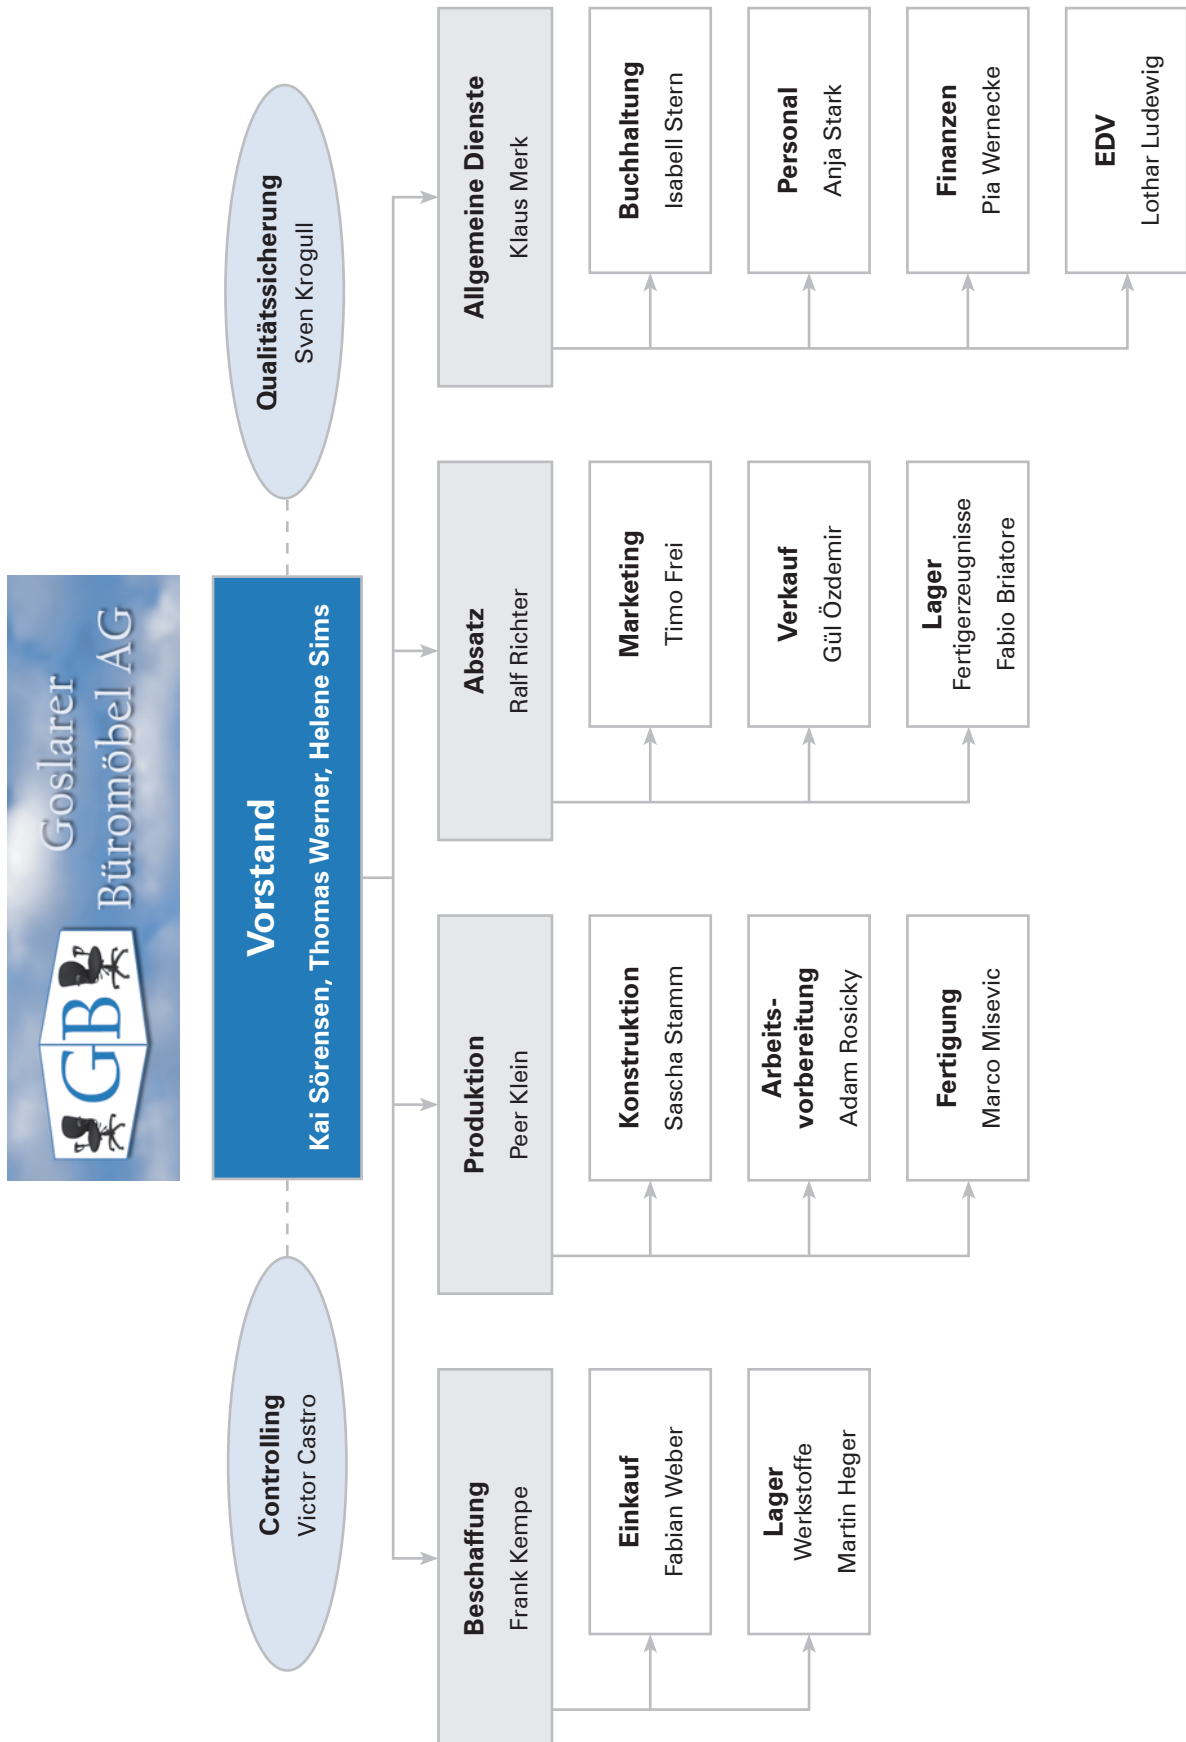 Goslarer
Büromöbel AG
GB
Controlling
Victor Castro
Vorstand
Kai Sörensen, Thomas Werner, Helene Sims
Qualitätssicherung
Sven Krogull
Beschaffung
Frank Kempe
Einkauf
Fabian Weber
Lager
Werkstoffe
Martin Heger
Produktion
Peer Klein
Konstruktion
Sascha Stamm
Arbeits-
vorbereitung
Adam Rosicky
Fertigung
Marco Misevic
Absatz
Ralf Richter
Marketing
Timo Frei
Verkauf
Gül Özdemir
Lager
Fertigerzeugnisse
Fabio Briatore
Allgemeine Dienste
Klaus Merk
Buchhaltung
Isabell Stern
Personal
Anja Stark
Finanzen
Pia Wernecke
EDV
Lothar Ludewig